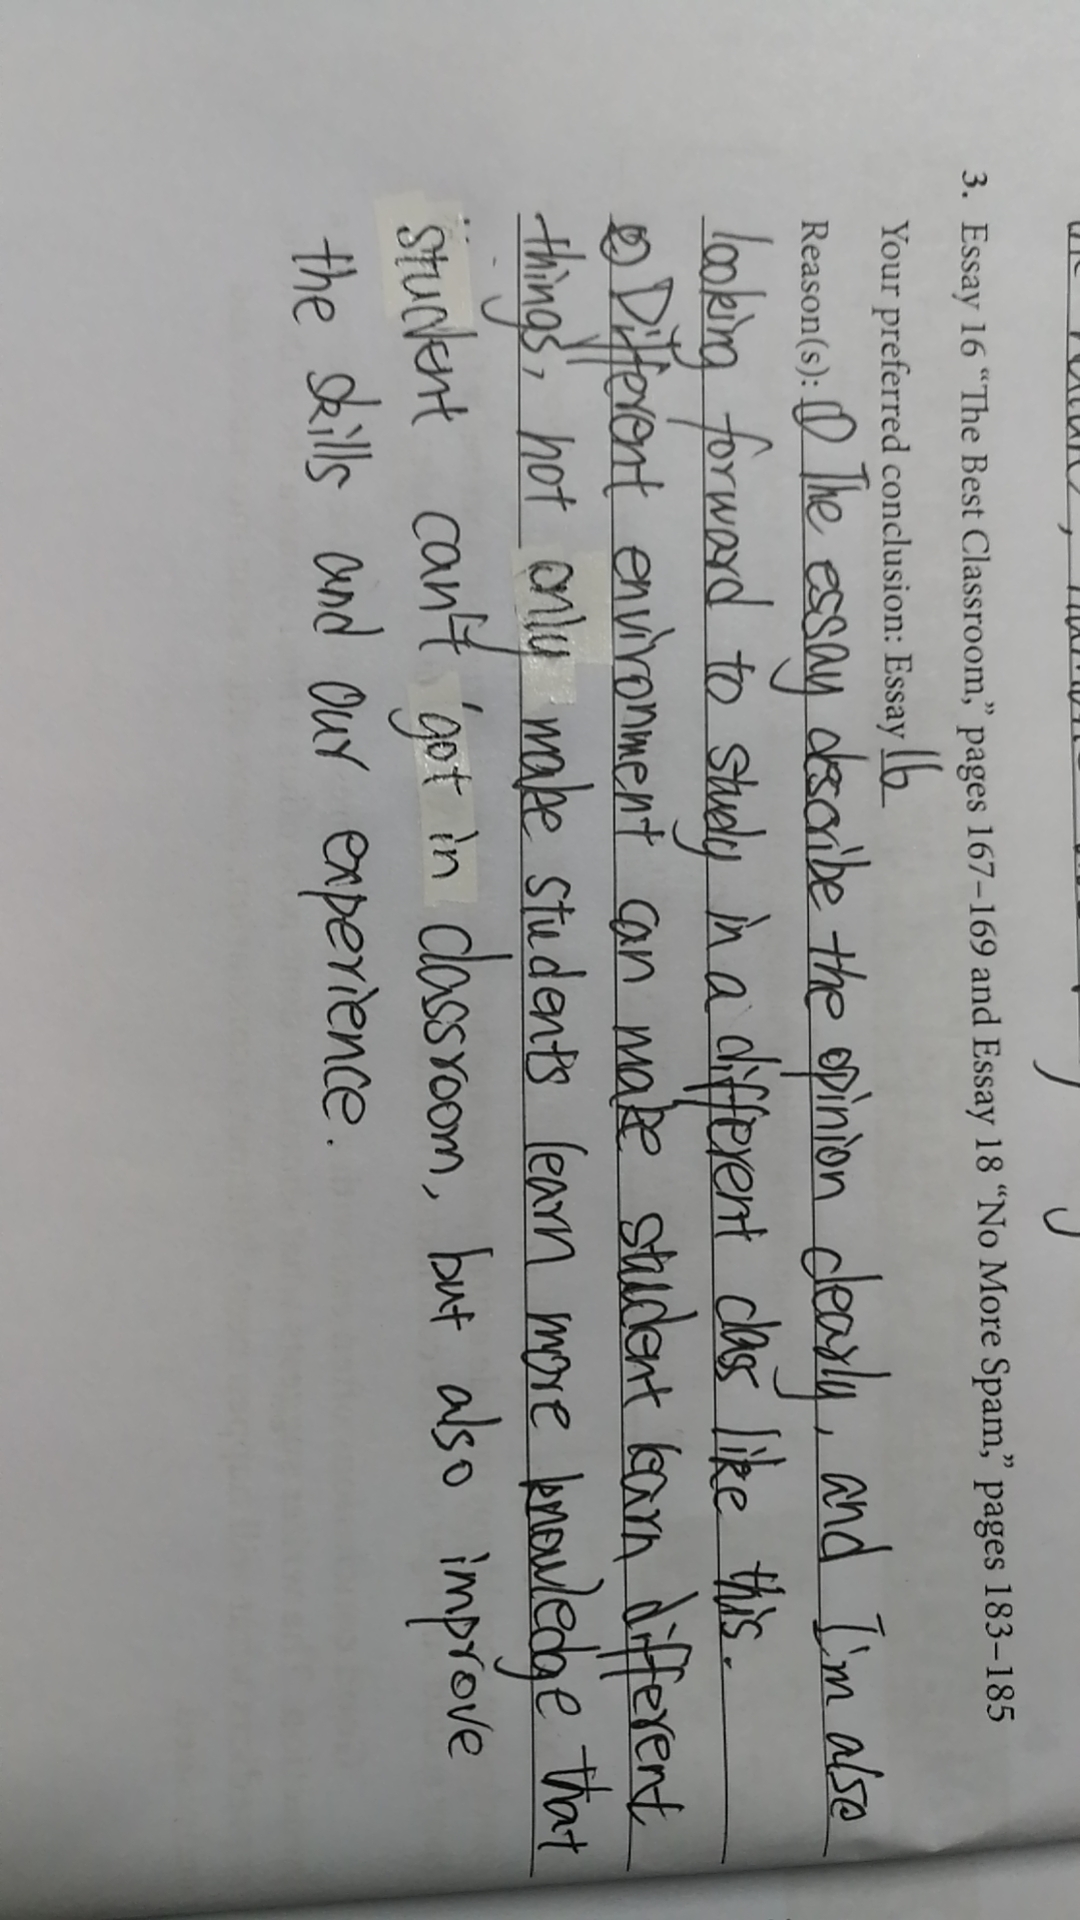 3. Essay 16 “The Best Classroom,” pages 167–169 and Essay 18 “No More Spam,” pages 183–185
Your preferred conclusion: Essay 16
Reason(s): ① The essay describe the opinion clearly, and I'm also
looking forward to study in a different class like this.
② Different environment can make student learn different
things, not only make students learn more knowledge that
student can't got in classroom, but also improve
the skills and our experience.